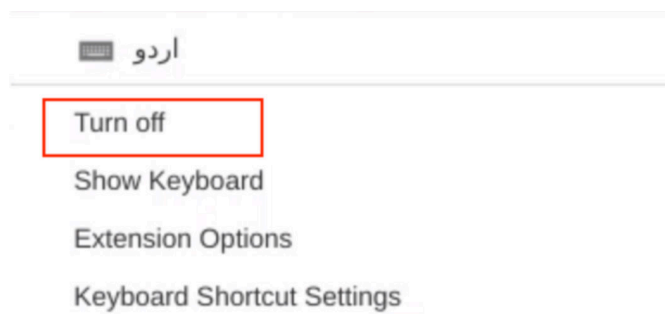 اردو
Turn off
Show Keyboard
Extension Options
Keyboard Shortcut Settings